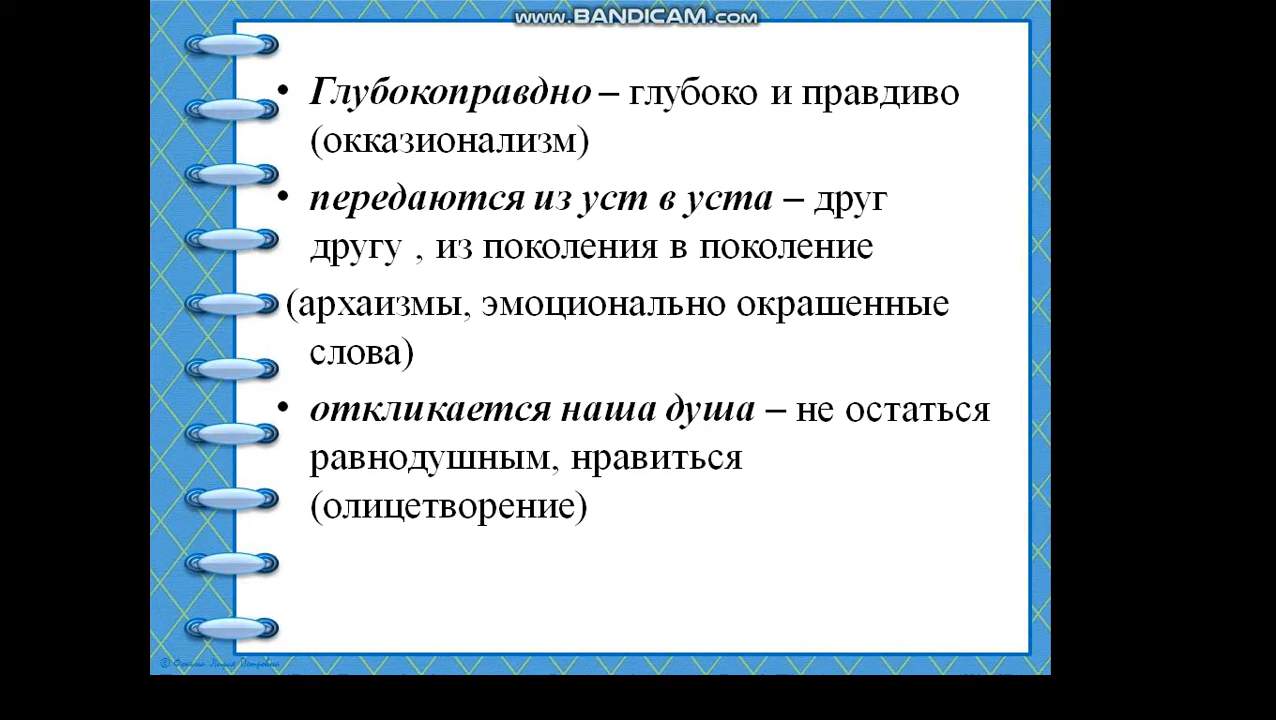 www.BANDICAM.com
• Глубокоправдно – глубоко и правдиво
(окказионализм)
• передаются из уст в уста – друг
другу , из поколения в поколение
(архаизмы, эмоционально окрашенные
слова)
• откликается наша душа – не остаться
равнодушным, нравиться
(олицетворение)